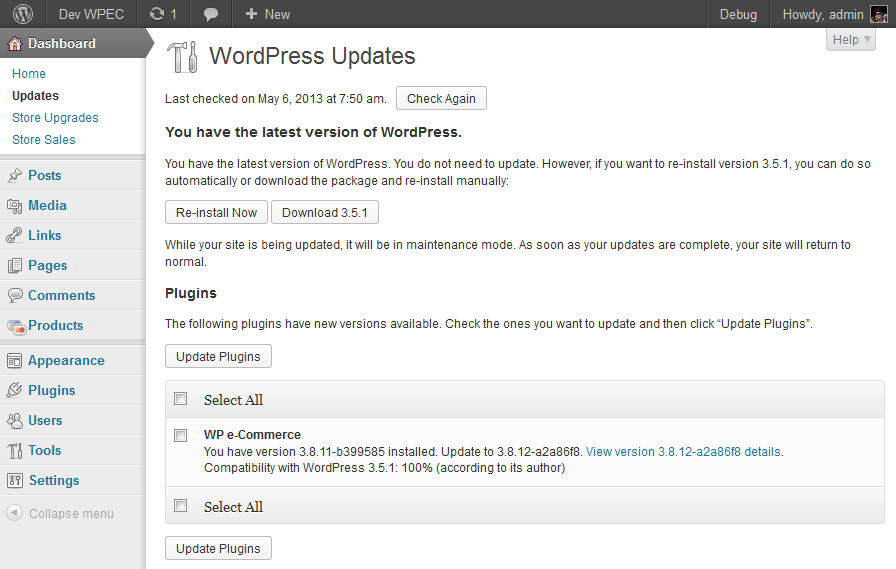 Dev WPEC 1 New Debug Howdy, admin
Help
Dashboard
Home
Updates
Store Upgrades
Store Sales
Posts
Media
Links
Pages
Comments
Products
Appearance
Plugins
Users
Tools
Settings
Collapse menu
WordPress Updates
Last checked on May 6, 2013 at 7:50 am. Check Again
You have the latest version of WordPress.
You have the latest version of WordPress. You do not need to update. However, if you want to re-install version 3.5.1, you can do so
automatically or download the package and re-install manually:
Re-install Now Download 3.5.1
While your site is being updated, it will be in maintenance mode. As soon as your updates are complete, your site will return to
normal.
Plugins
The following plugins have new versions available. Check the ones you want to update and then click “Update Plugins”.
Update Plugins
Select All
WP e-Commerce
You have version 3.8.11-b399585 installed. Update to 3.8.12-a2a86f8. View version 3.8.12-a2a86f8 details.
Compatibility with WordPress 3.5.1: 100% (according to its author)
Select All
Update Plugins